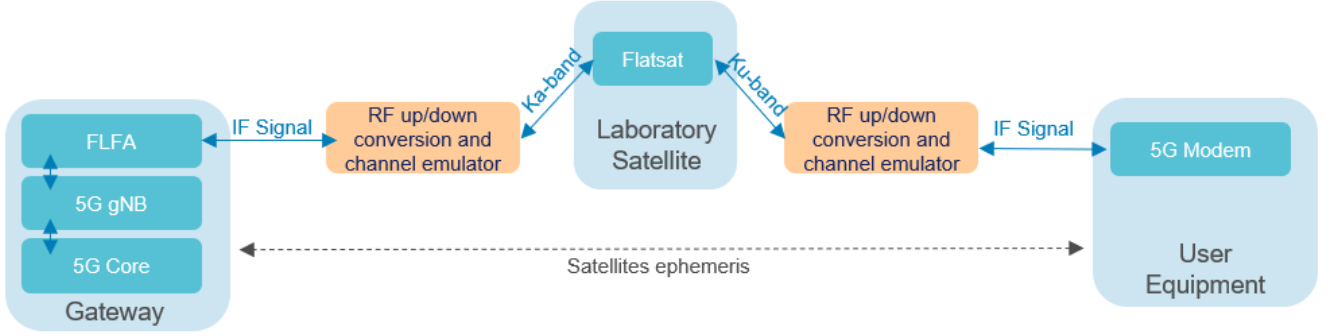 FLFA
5G gNB
5G Core
Gateway
IF Signal
RF up/down
conversion and
channel emulator
Ka-band
Flatsat
Laboratory
Satellite
Ku-band
RF up/down
conversion and
channel emulator
IF Signal
5G Modem
User
Equipment
Satellites ephemeris